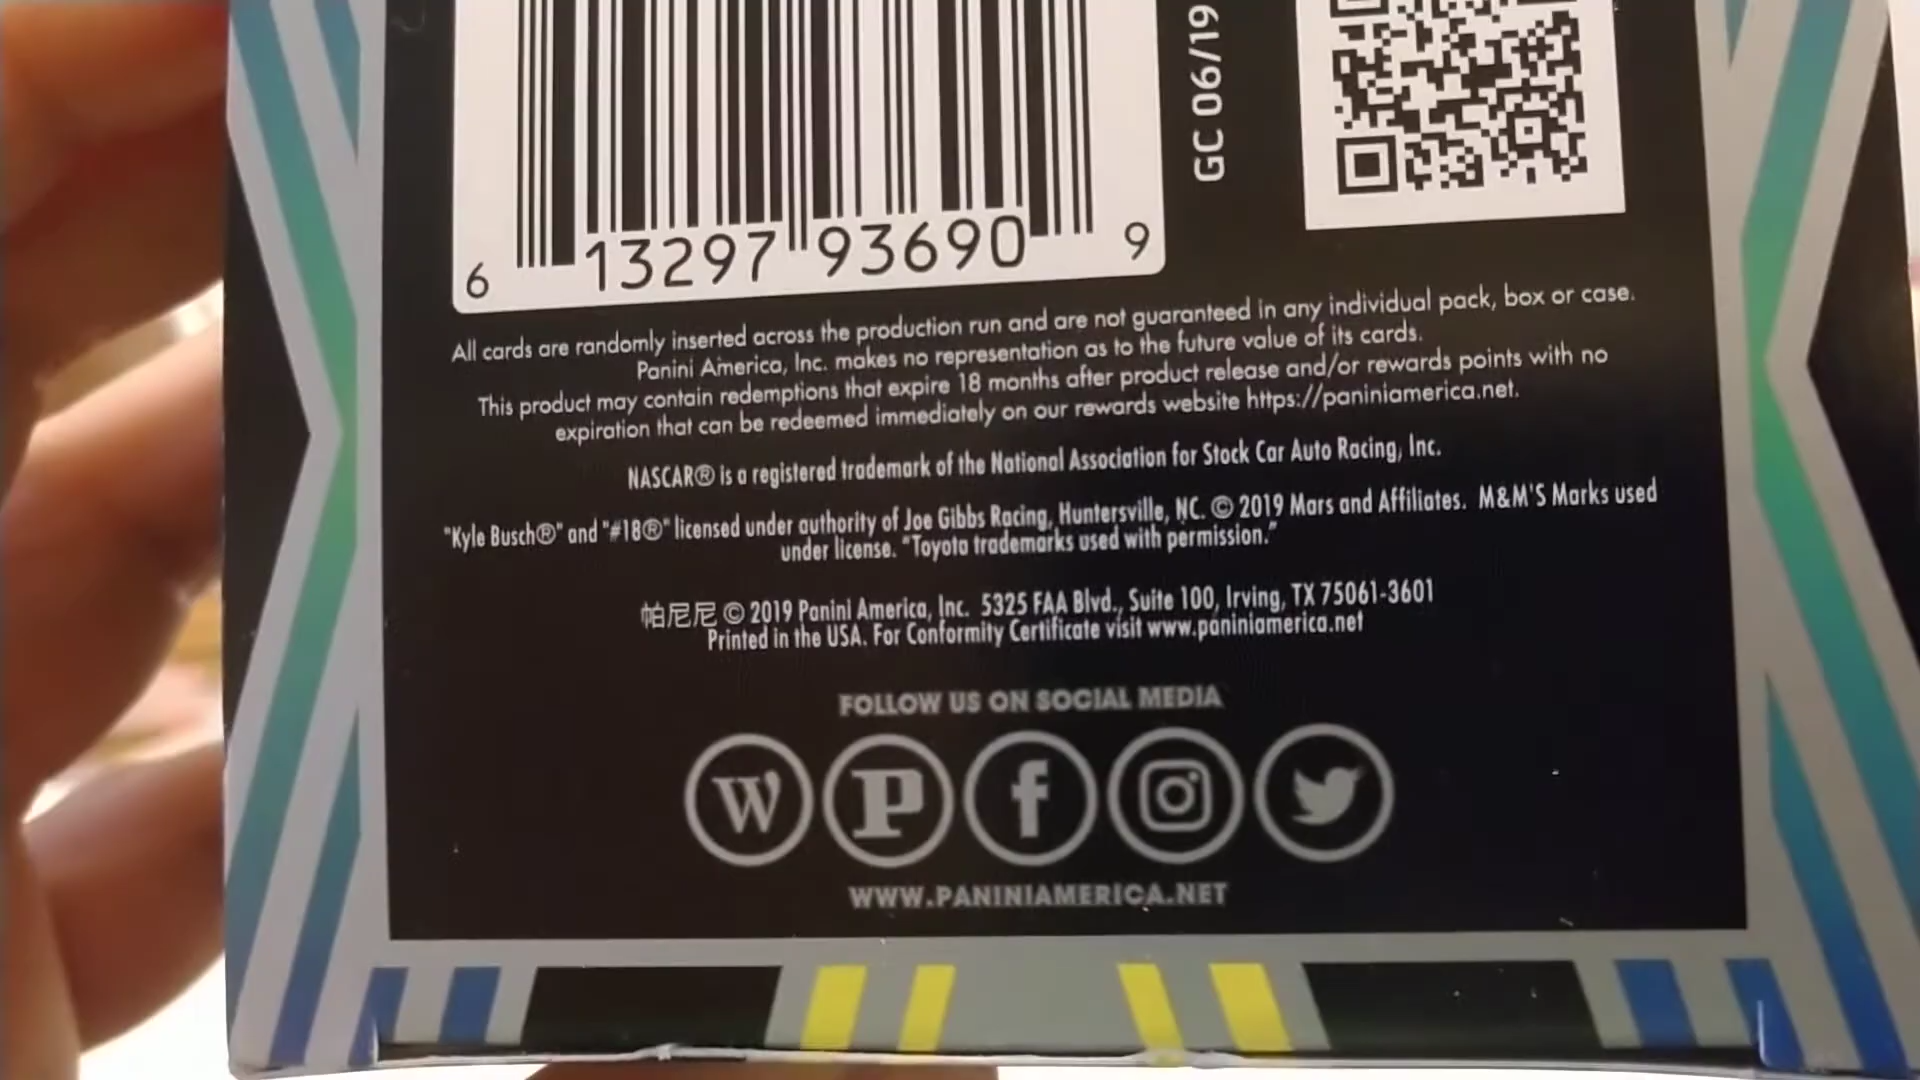 6 13297 93690 9
GC 06/19
All cards are randomly inserted across the production run and are not guaranteed in any individual pack, box or case.
Panini America, Inc. makes no representation as to the future value of its cards.
This product may contain redemptions that expire 18 months after product release and/or rewards points with no
expiration that can be redeemed immediately on our rewards website https://paniniamerica.net.
NASCAR® is a registered trademark of the National Association for Stock Car Auto Racing, Inc.
"Kyle Busch®" and "#18®" licensed under authority of Joe Gibbs Racing, Huntersville, NC. © 2019 Mars and Affiliates. M&M'S Marks used
under license. "Toyota trademarks used with permission."
帕尼尼 © 2019 Panini America, Inc. 5325 FAA Blvd., Suite 100, Irving, TX 75061-3601
Printed in the USA. For Conformity Certificate visit www.paniniamerica.net
FOLLOW US ON SOCIAL MEDIA
W P f
WWW.PANINIAMERICA.NET